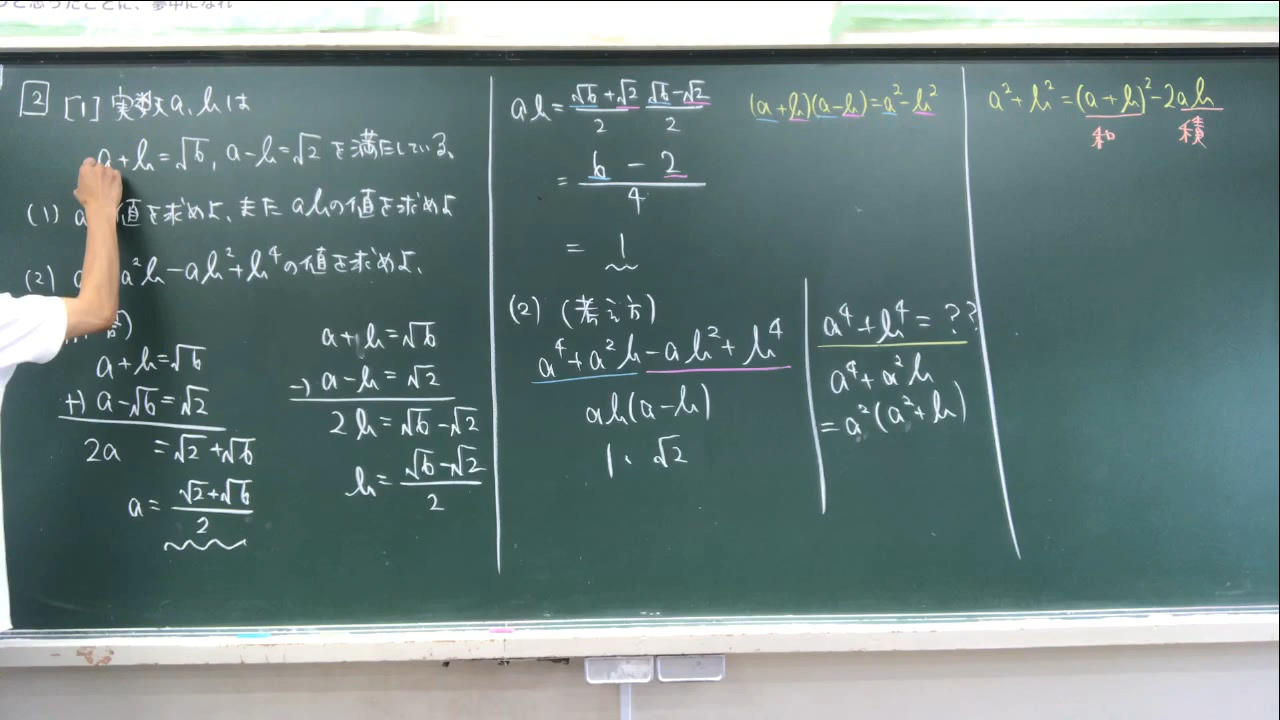 2 [1] 実数a, bは
a+b=√6, a-b=√2 を満たしている、
(1) a 値を求めよ、また abの値を求めよ
(2) a a²b-ab²+b⁴の値を求めよ、
答)
a+b=√6
+) a-√6=√2
2a =√2+√6
a= √2+√6 / 2
a+b=√6
-) a-b=√2
2b=√6-√2
b= √6-√2 / 2
ab= √6+√2 / 2 √6-√2 / 2
= 6 - 2 / 4
= 1
(a+b)(a-b)=a²-b²
(2) (考え方)
a⁴+a²b-ab²+b⁴
ab(a-b)
1・√2
a⁴+b⁴=??
a⁴+a²b
=a²(a²+b)
a²+b²=(a+b)²-2ab
和 積